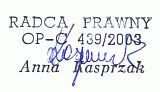 RADCA PRAWNY
OP-C 439/2003
Anna Kasprzak